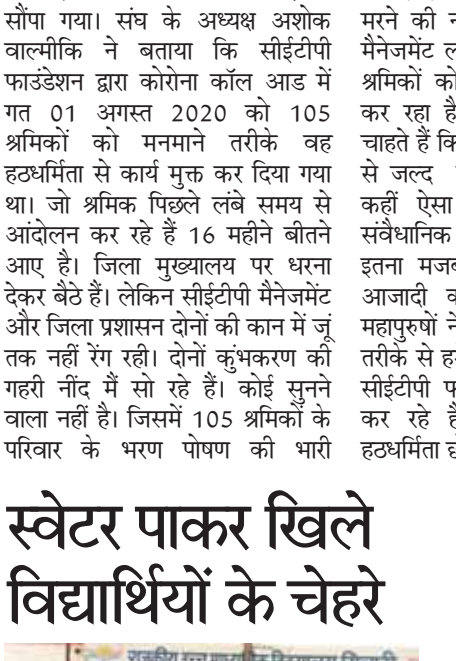 सौंपा गया। संघ के अध्यक्ष अशोक
वाल्मीकि ने बताया कि सीईटीपी
फाउंडेशन द्वारा कोरोना कॉल आड में
गत 01 अगस्त 2020 को 105
श्रमिकों को मनमाने तरीके वह
हठधर्मिता से कार्य मुक्त कर दिया गया
था। जो श्रमिक पिछले लंबे समय से
आंदोलन कर रहे हैं 16 महीने बीतने
आए है। जिला मुख्यालय पर धरना
देकर बैठे हैं। लेकिन सीईटीपी मैनेजमेंट
और जिला प्रशासन दोनों की कान में जूं
तक नहीं रेंग रही। दोनों कुंभकरण की
गहरी नींद मैं सो रहे हैं। कोई सुनने
वाला नहीं है। जिसमें 105 श्रमिकों के
परिवार के भरण पोषण की भारी
मरने की
मैनेजमेंट
श्रमिकों को
कर रहा है
चाहते हैं कि
से जल्द
कहीं ऐसा
संवैधानिक
इतना
आजादी
महापुरुषों
तरीके से
सीईटीपी
कर रहे
हठधर्मिता
स्वेटर पाकर खिले
विद्यार्थियों के चेहरे